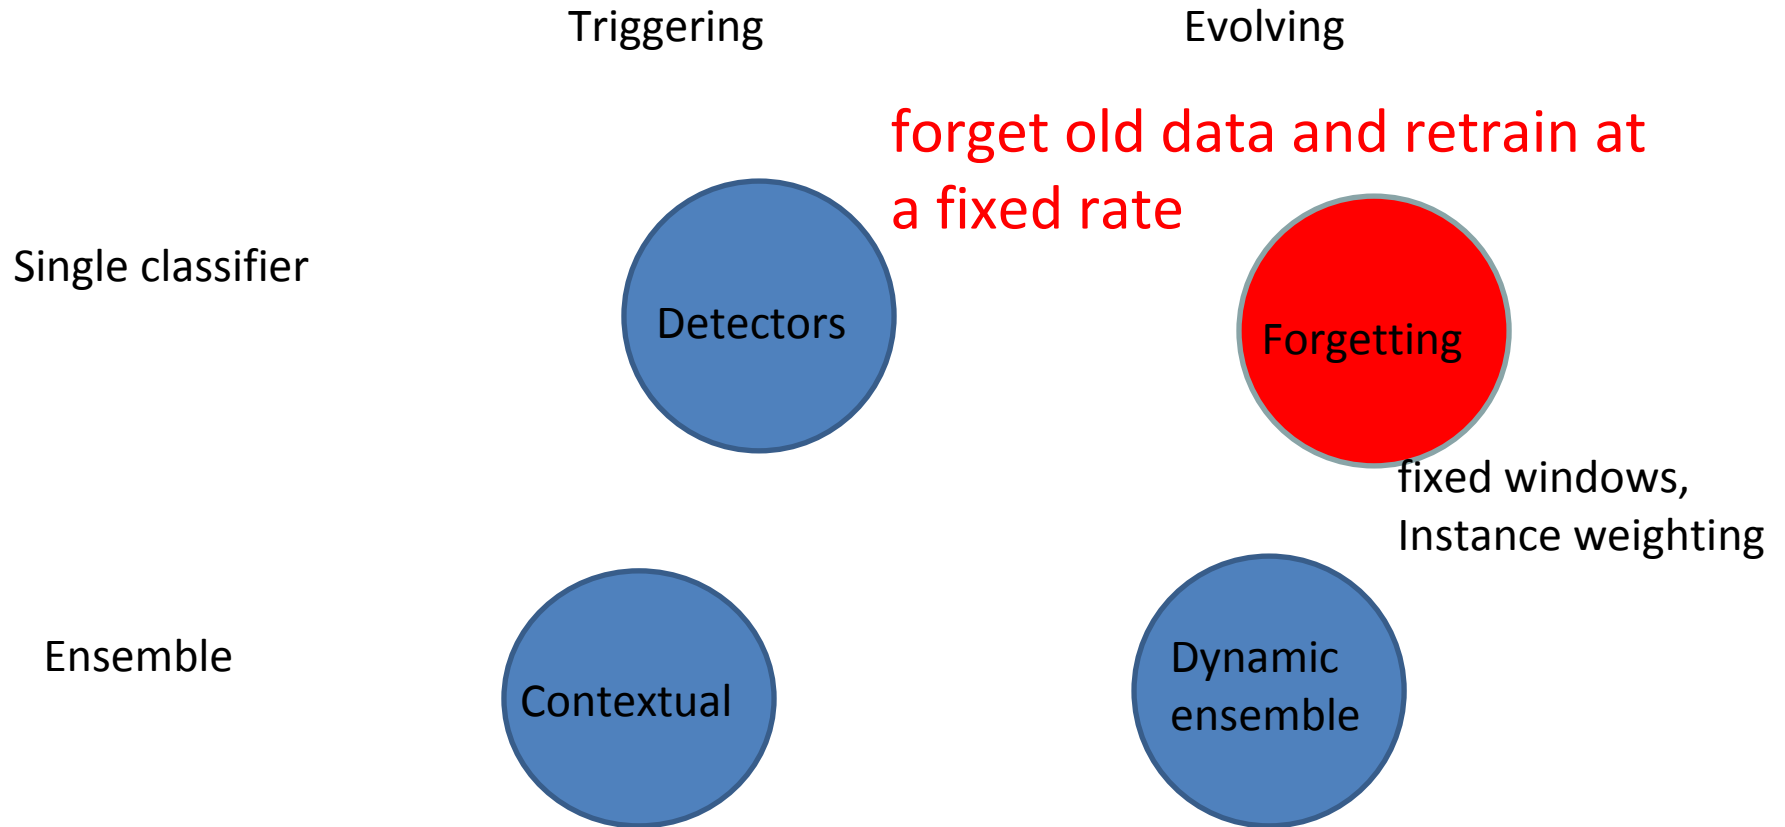 Triggering
Evolving
forget old data and retrain at
a fixed rate
Single classifier
Detectors
Forgetting
fixed windows,
Instance weighting
Ensemble
Contextual
Dynamic
ensemble